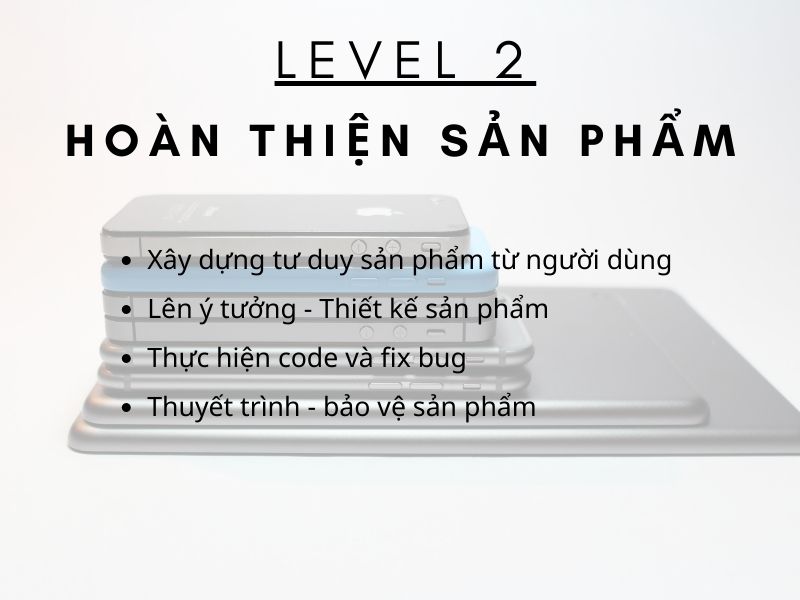 LEVEL 2
HOÀN THIỆN SẢN PHẨM
• Xây dựng tư duy sản phẩm từ người dùng
• Lên ý tưởng - Thiết kế sản phẩm
• Thực hiện code và fix bug
• Thuyết trình - bảo vệ sản phẩm